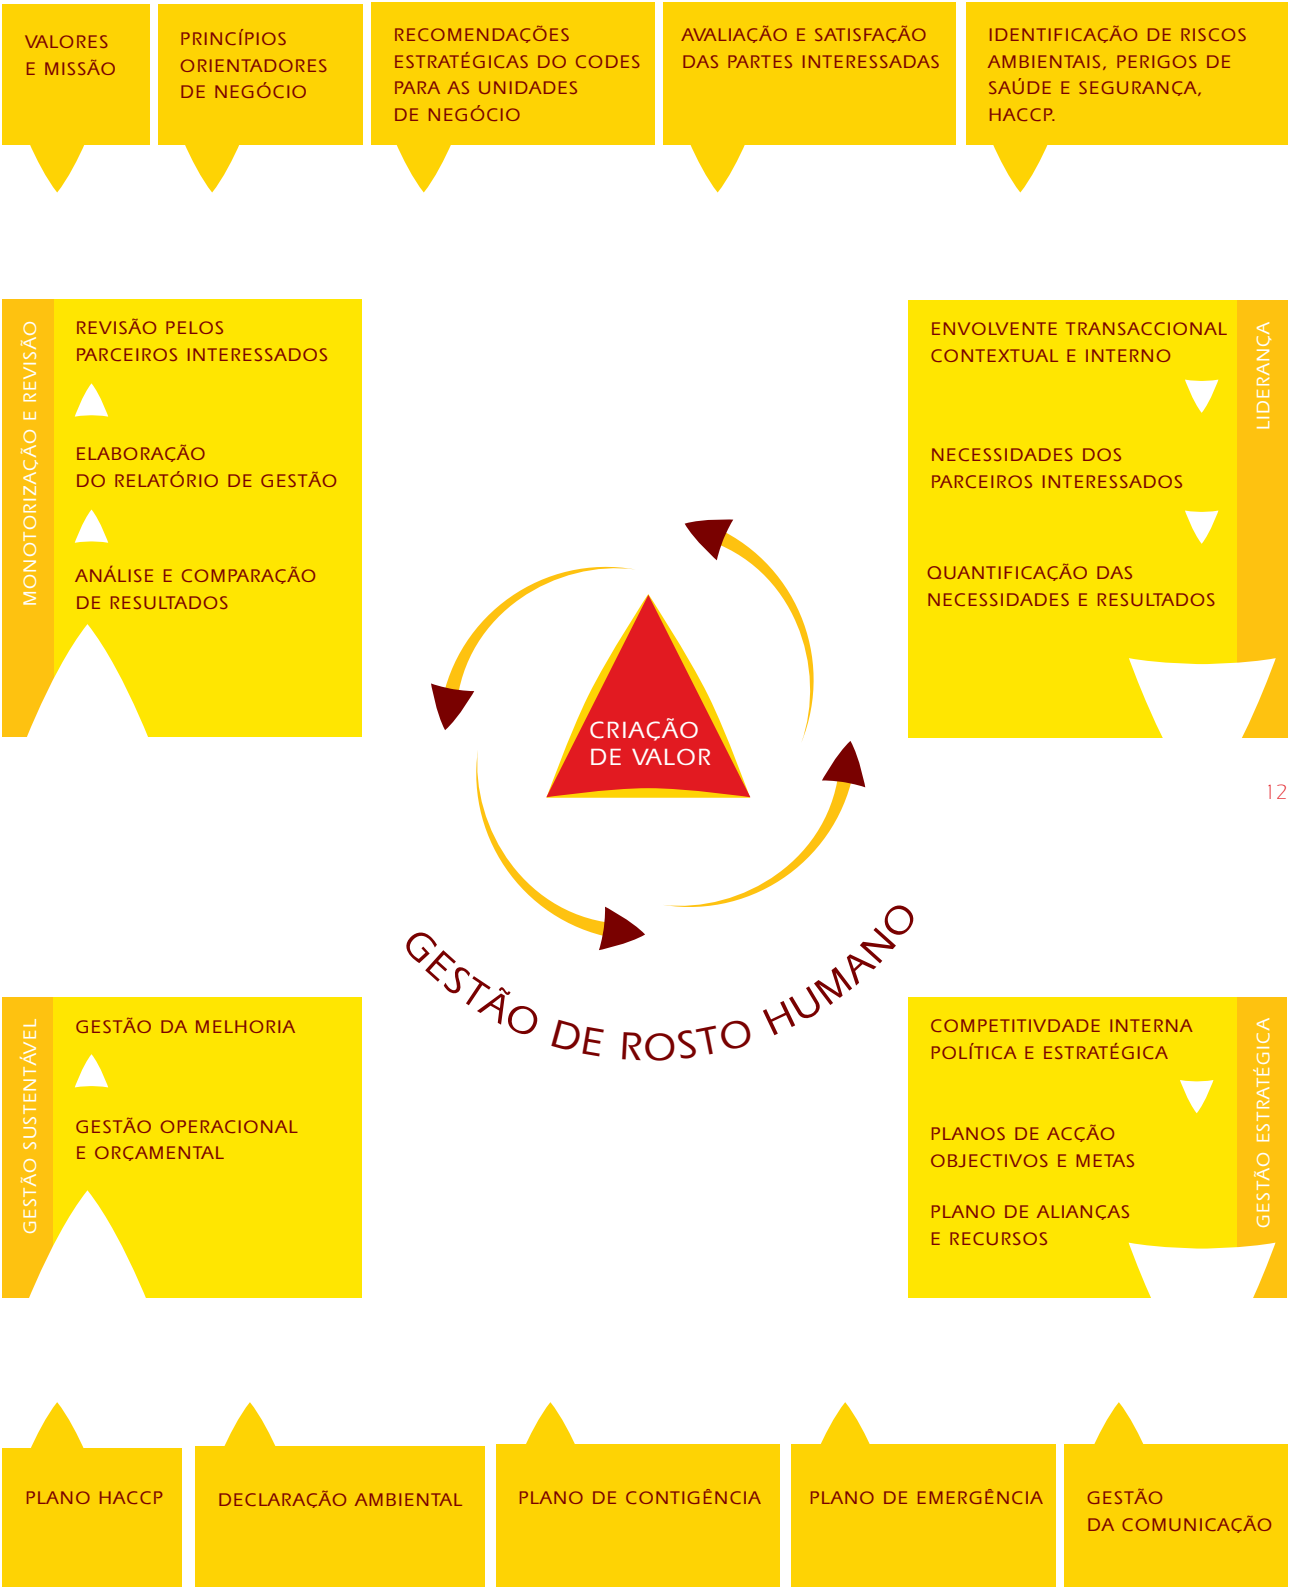 VALORES
E MISSÃO
PRINCÍPIOS
ORIENTADORES
DE NEGÓCIO
RECOMENDAÇÕES
ESTRATÉGICAS DO CODES
PARA AS UNIDADES
DE NEGÓCIO
AVALIAÇÃO E SATISFAÇÃO
DAS PARTES INTERESSADAS
IDENTIFICAÇÃO DE RISCOS
AMBIENTAIS, PERIGOS DE
SAÚDE E SEGURANÇA,
HACCP.
MONOTORIZAÇÃO E REVISÃO
REVISÃO PELOS
PARCEIROS INTERESSADOS
ELABORAÇÃO
DO RELATÓRIO DE GESTÃO
ANÁLISE E COMPARAÇÃO
DE RESULTADOS
ENVOLVENTE TRANSACCIONAL
CONTEXTUAL E INTERNO
NECESSIDADES DOS
PARCEIROS INTERESSADOS
QUANTIFICAÇÃO DAS
NECESSIDADES E RESULTADOS
LIDERANÇA
CRIAÇÃO
DE VALOR
12
GESTÃO DE ROSTO HUMANO
GESTÃO SUSTENTÁVEL
GESTÃO DA MELHORIA
GESTÃO OPERACIONAL
E ORÇAMENTAL
COMPETITIVDADE INTERNA
POLÍTICA E ESTRATÉGICA
PLANOS DE ACÇÃO
OBJECTIVOS E METAS
PLANO DE ALIANÇAS
E RECURSOS
GESTÃO ESTRATÉGICA
PLANO HACCP
DECLARAÇÃO AMBIENTAL
PLANO DE CONTIGÊNCIA
PLANO DE EMERGÊNCIA
GESTÃO
DA COMUNICAÇÃO